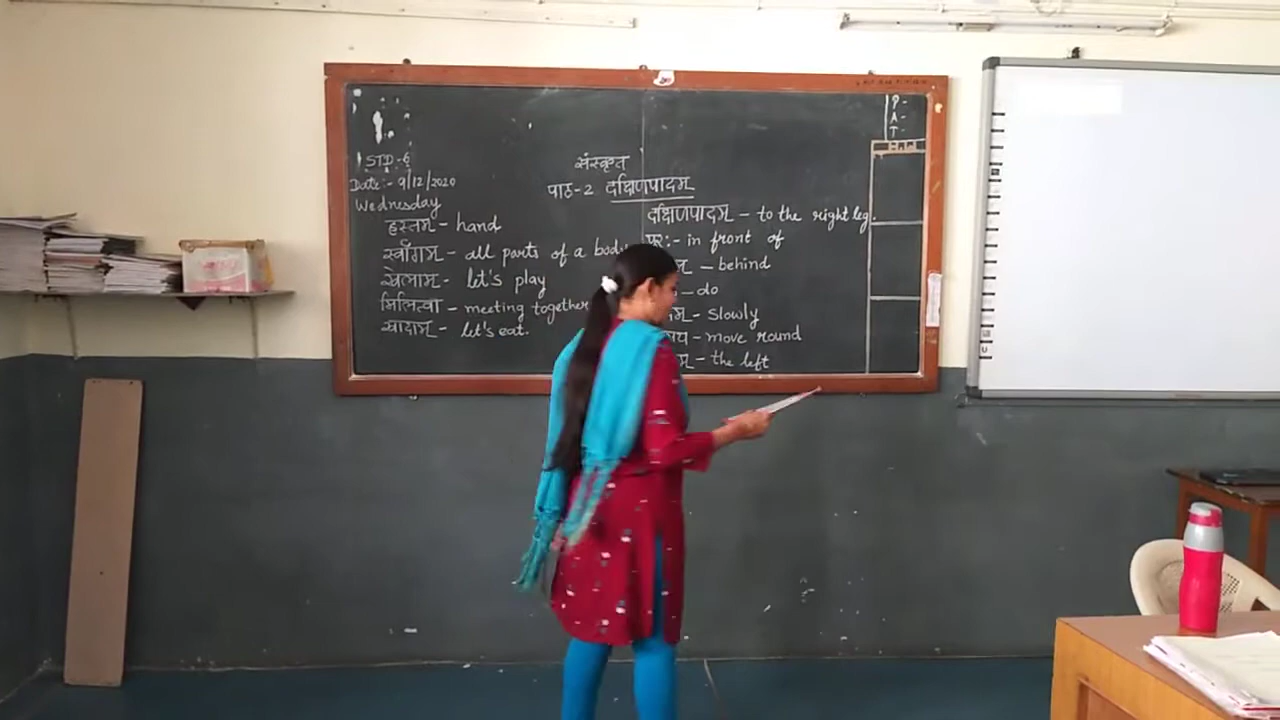 STD-6
Date:- 9/12/2020
Wednesday
संस्कृत
पाठ-2 दक्षिणपादम्
हस्तम् - hand
सर्वांगम् - all parts of a body
खेलाम - let's play
मिलित्वा - meeting together
खादाम् - let's eat.
दक्षिणपादम् - to the right leg.
पुर:- in front of
- behind
- do
- slowly
- move round
- the left
P-
A-
T-
H.W